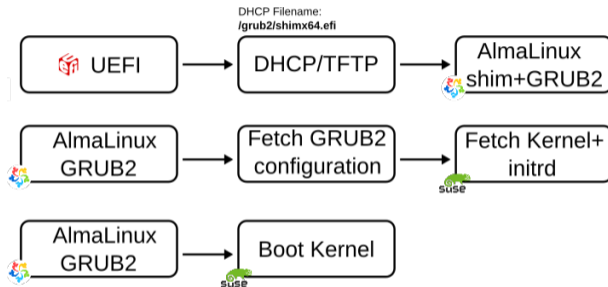 DHCP Filename:
/grub2/shimx64.efi
UEFI
DHCP/TFTP
AlmaLinux
shim+GRUB2
AlmaLinux
GRUB2
Fetch GRUB2
configuration
Fetch Kernel+
initrd
suse
AlmaLinux
GRUB2
Boot Kernel
suse